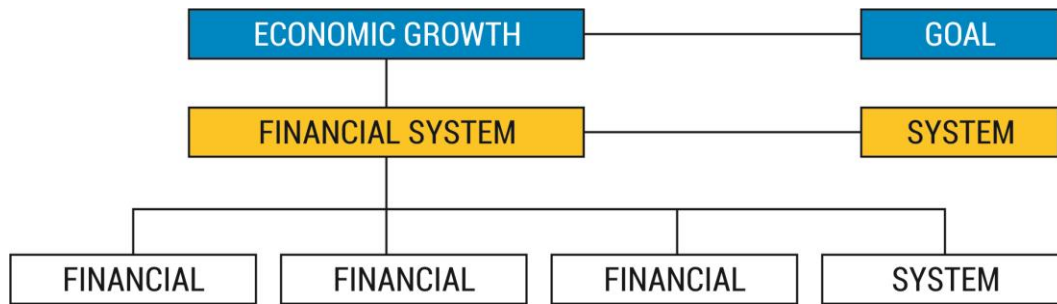 ECONOMIC GROWTH
GOAL
FINANCIAL SYSTEM
SYSTEM
FINANCIAL
FINANCIAL
FINANCIAL
SYSTEM